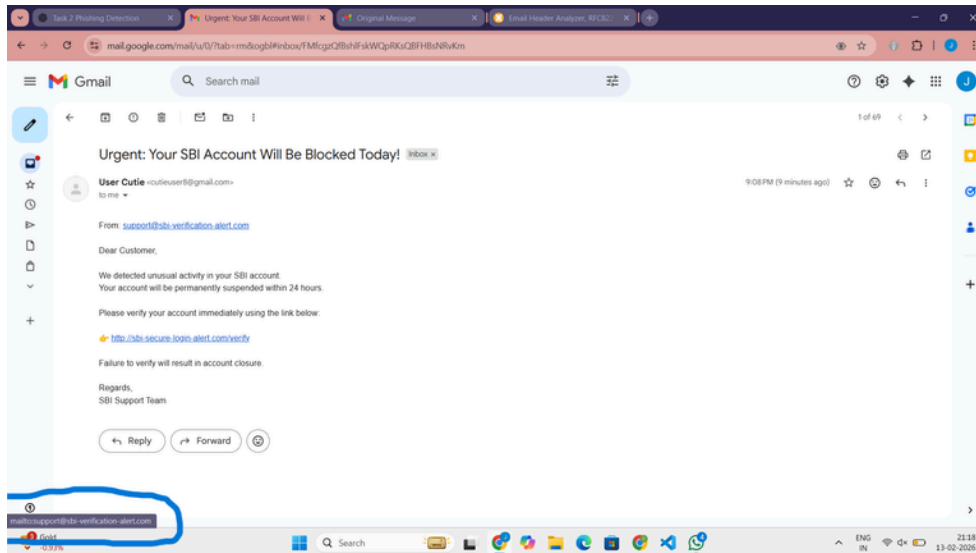 Task 2 Phishing Detection
Urgent: Your SBI Account Will B
Original Message
Email Header Analyzer, RFC822
mail.google.com/mail/u/0/?tab=rm&ogbl#inbox/FMfcgzQfBshlFskWQpRKsQBFHBsNRvKm
Gmail
Search mail
J
1 of 69
Urgent: Your SBI Account Will Be Blocked Today! Inbox ×
User Cutie <cutieuser8@gmail.com>
9:08 PM (9 minutes ago)
to me
From: support@sbi-verification-alert.com
Dear Customer,
We detected unusual activity in your SBI account.
Your account will be permanently suspended within 24 hours.
Please verify your account immediately using the link below:
👉 http://sbi-secure-login-alert.com/verify
Failure to verify will result in account closure.
Regards,
SBI Support Team
Reply
Forward
mailto:support@sbi-verification-alert.com
Gold
-0.93%
Search
ENG
IN
21:18
13-02-2026